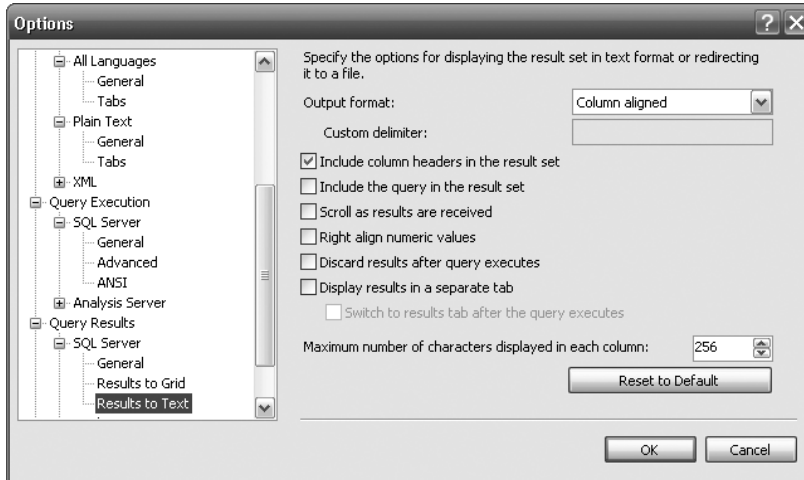 Options
All Languages
General
Tabs
Plain Text
General
Tabs
XML
Query Execution
SQL Server
General
Advanced
ANSI
Analysis Server
Query Results
SQL Server
General
Results to Grid
Results to Text
Specify the options for displaying the result set in text format or redirecting
it to a file.
Output format: Column aligned
Custom delimiter:
Include column headers in the result set
Include the query in the result set
Scroll as results are received
Right align numeric values
Discard results after query executes
Display results in a separate tab
Switch to results tab after the query executes
Maximum number of characters displayed in each column: 256
Reset to Default
OK Cancel